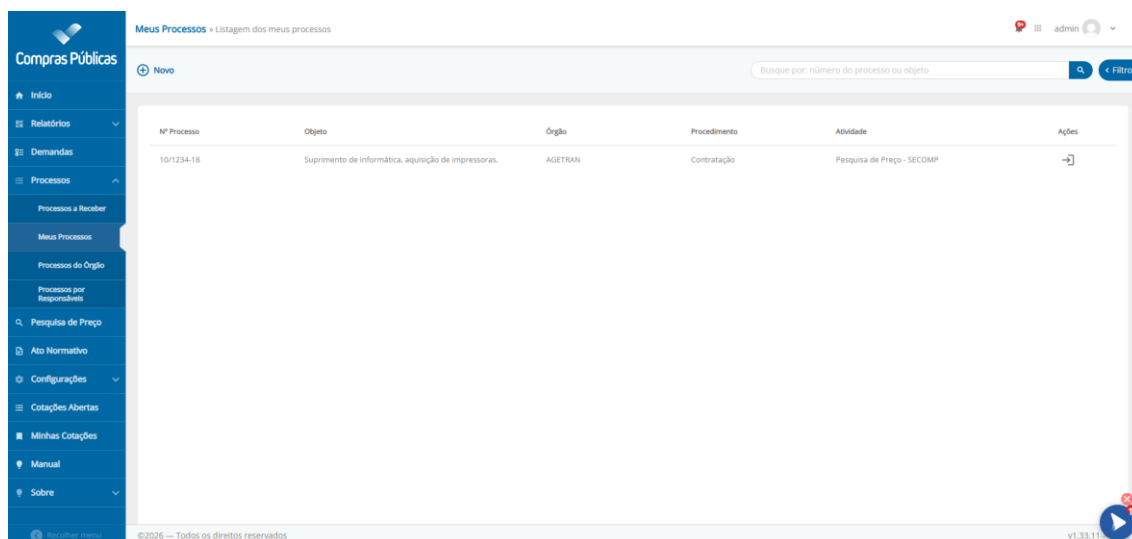 Compras Públicas
Início
Relatórios
Demandas
Processos
Processos a Receber
Meus Processos
Processos do Órgão
Processos por
Responsáveis
Pesquisa de Preço
Ato Normativo
Configurações
Cotações Abertas
Minhas Cotações
Manual
Sobre
Recolher menu
Meus Processos » Listagem dos meus processos
admin
Novo
Busque por: número do processo ou objeto
Filtro
Nº Processo Objeto Órgão Procedimento Atividade Ações
10/1234-18 Suprimento de Informática, aquisição de impressoras. AGETRAN Contratação Pesquisa de Preço - SECOMP
©2026 — Todos os direitos reservados
v1.33.11